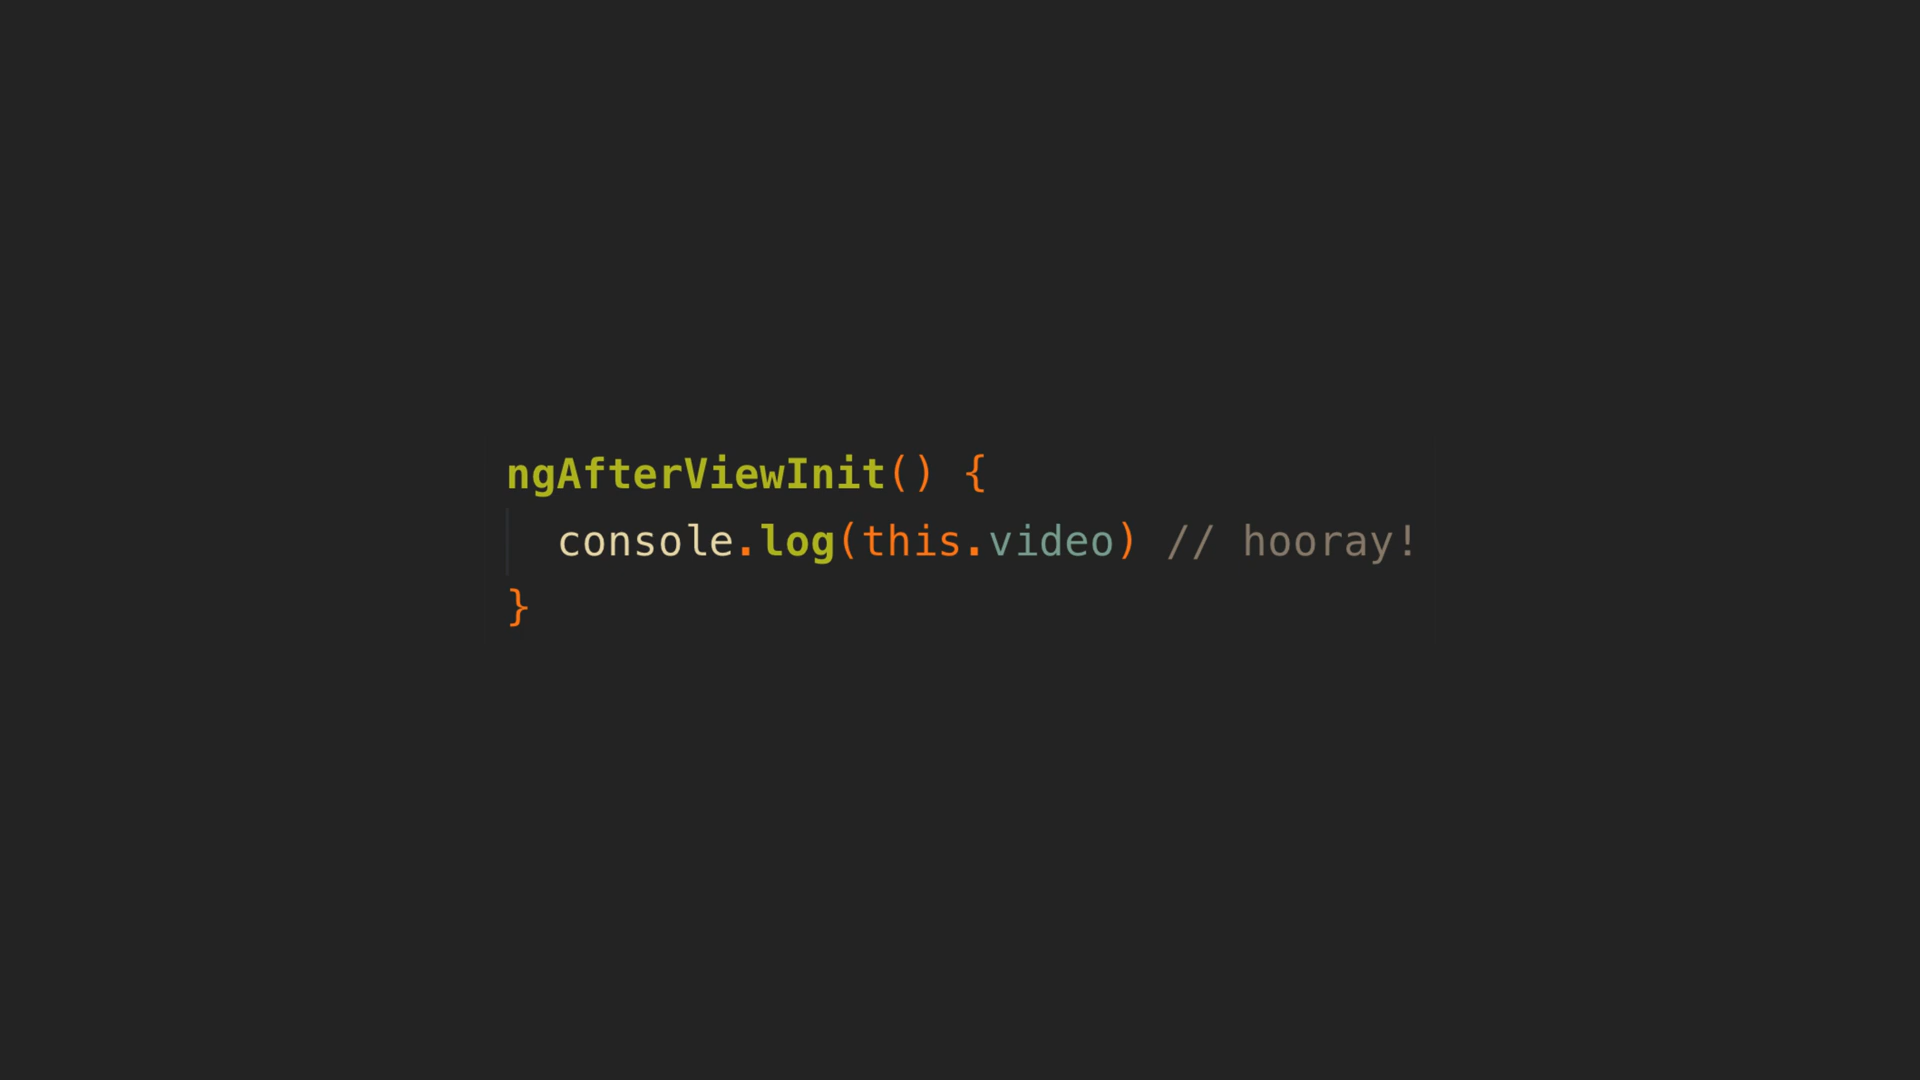 ngAfterViewInit() {
  console.log(this.video) // hooray!
}